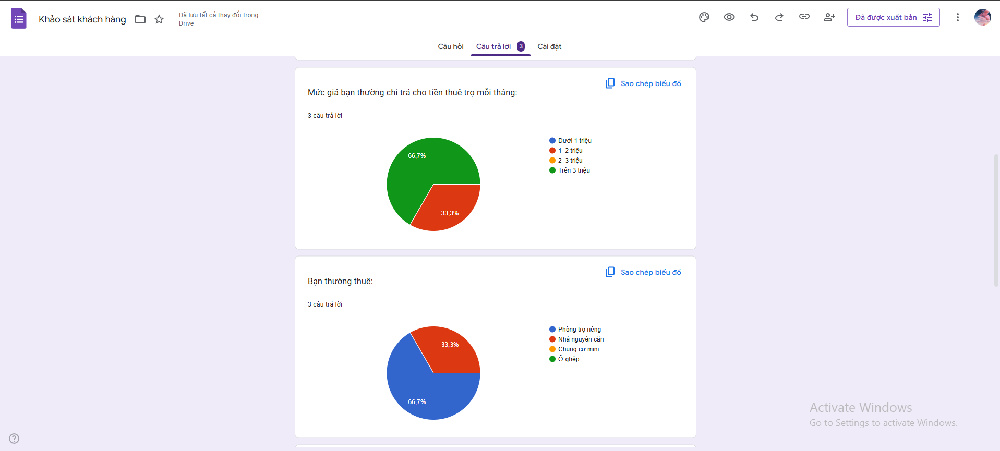 Khảo sát khách hàng
Đã lưu tất cả thay đổi trong
Drive
Đã được xuất bản
Câu hỏi
Câu trả lời 3
Cài đặt
Sao chép biểu đồ
Mức giá bạn thường chi trả cho tiền thuê trọ mỗi tháng:
3 câu trả lời
66,7%
33,3%
Dưới 1 triệu
1–2 triệu
2–3 triệu
Trên 3 triệu
Sao chép biểu đồ
Bạn thường thuê:
3 câu trả lời
33,3%
66,7%
Phòng trọ riêng
Nhà nguyên căn
Chung cư mini
Ở ghép
Activate Windows
Go to Settings to activate Windows.